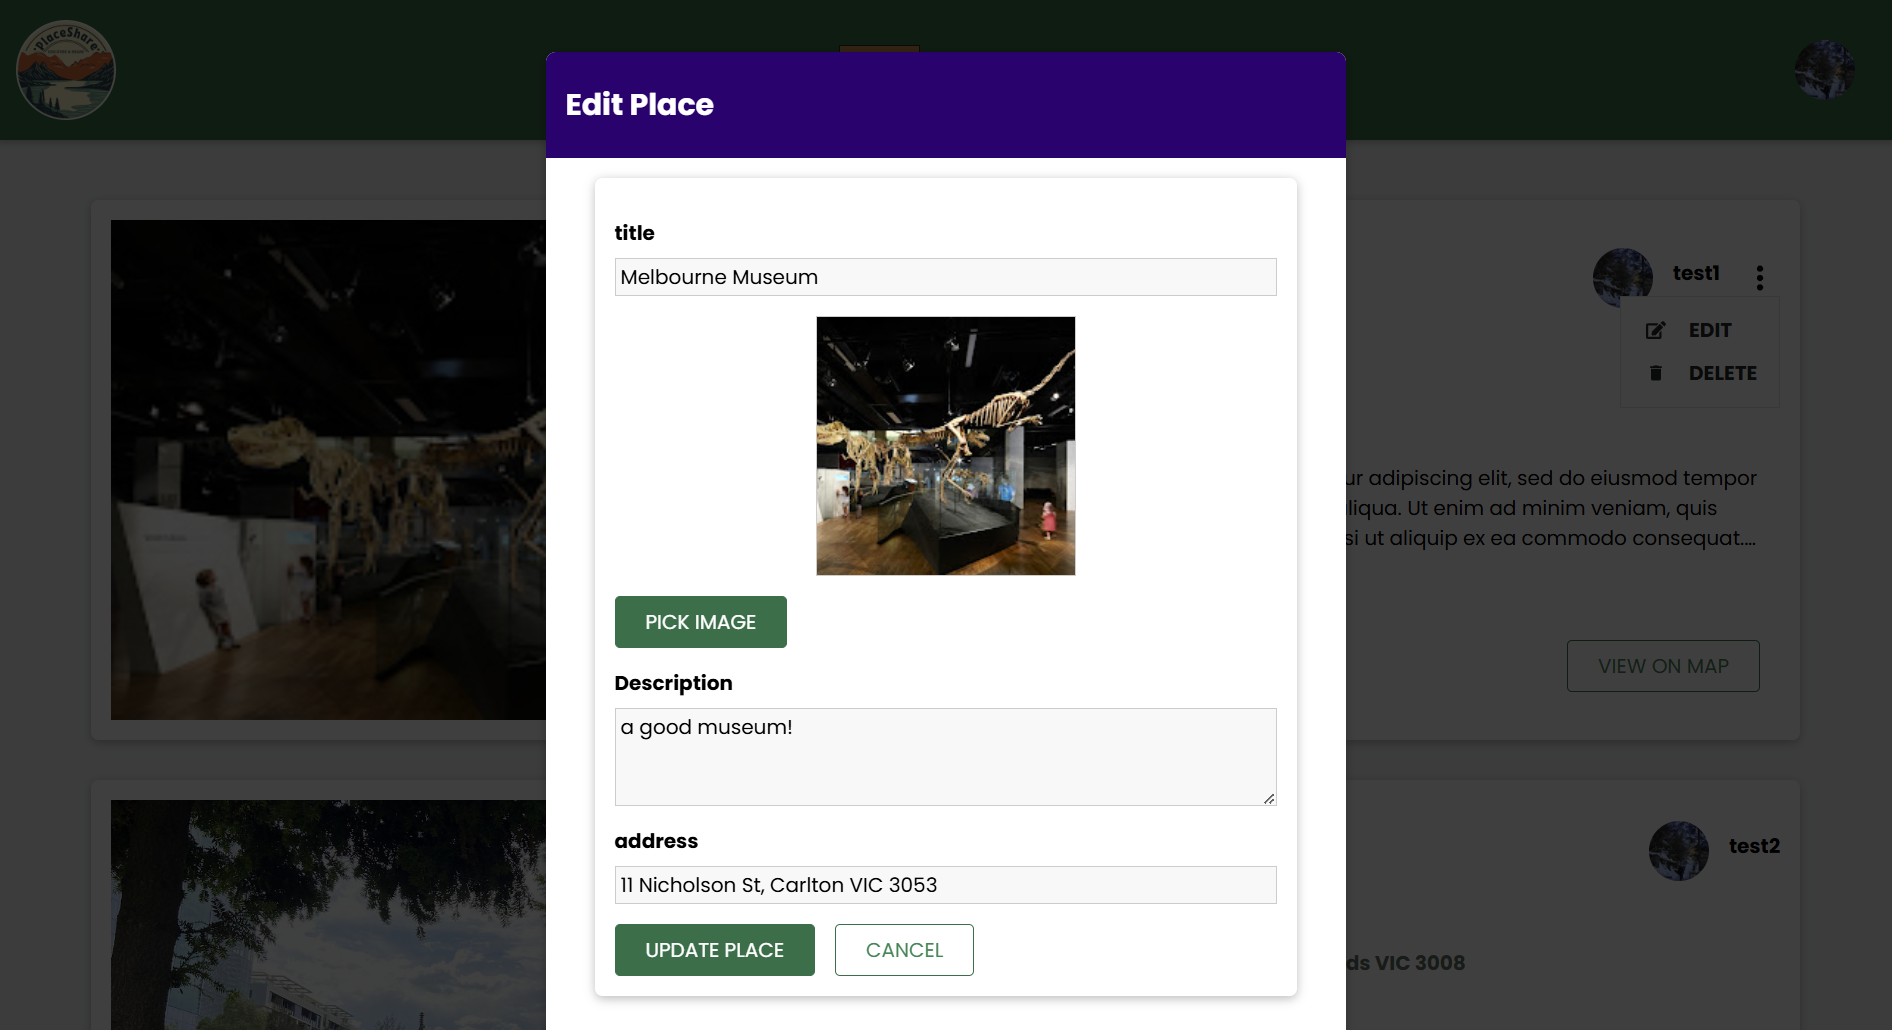 PlaceShare
Edit Place
title
Melbourne Museum
test1
EDIT
DELETE
PICK IMAGE
ur adipiscing elit, sed do eiusmod tempor
liqua. Ut enim ad minim veniam, quis
si ut aliquip ex ea commodo consequat....
VIEW ON MAP
Description
a good museum!
address
11 Nicholson St, Carlton VIC 3053
UPDATE PLACE
CANCEL
test2
ds VIC 3008